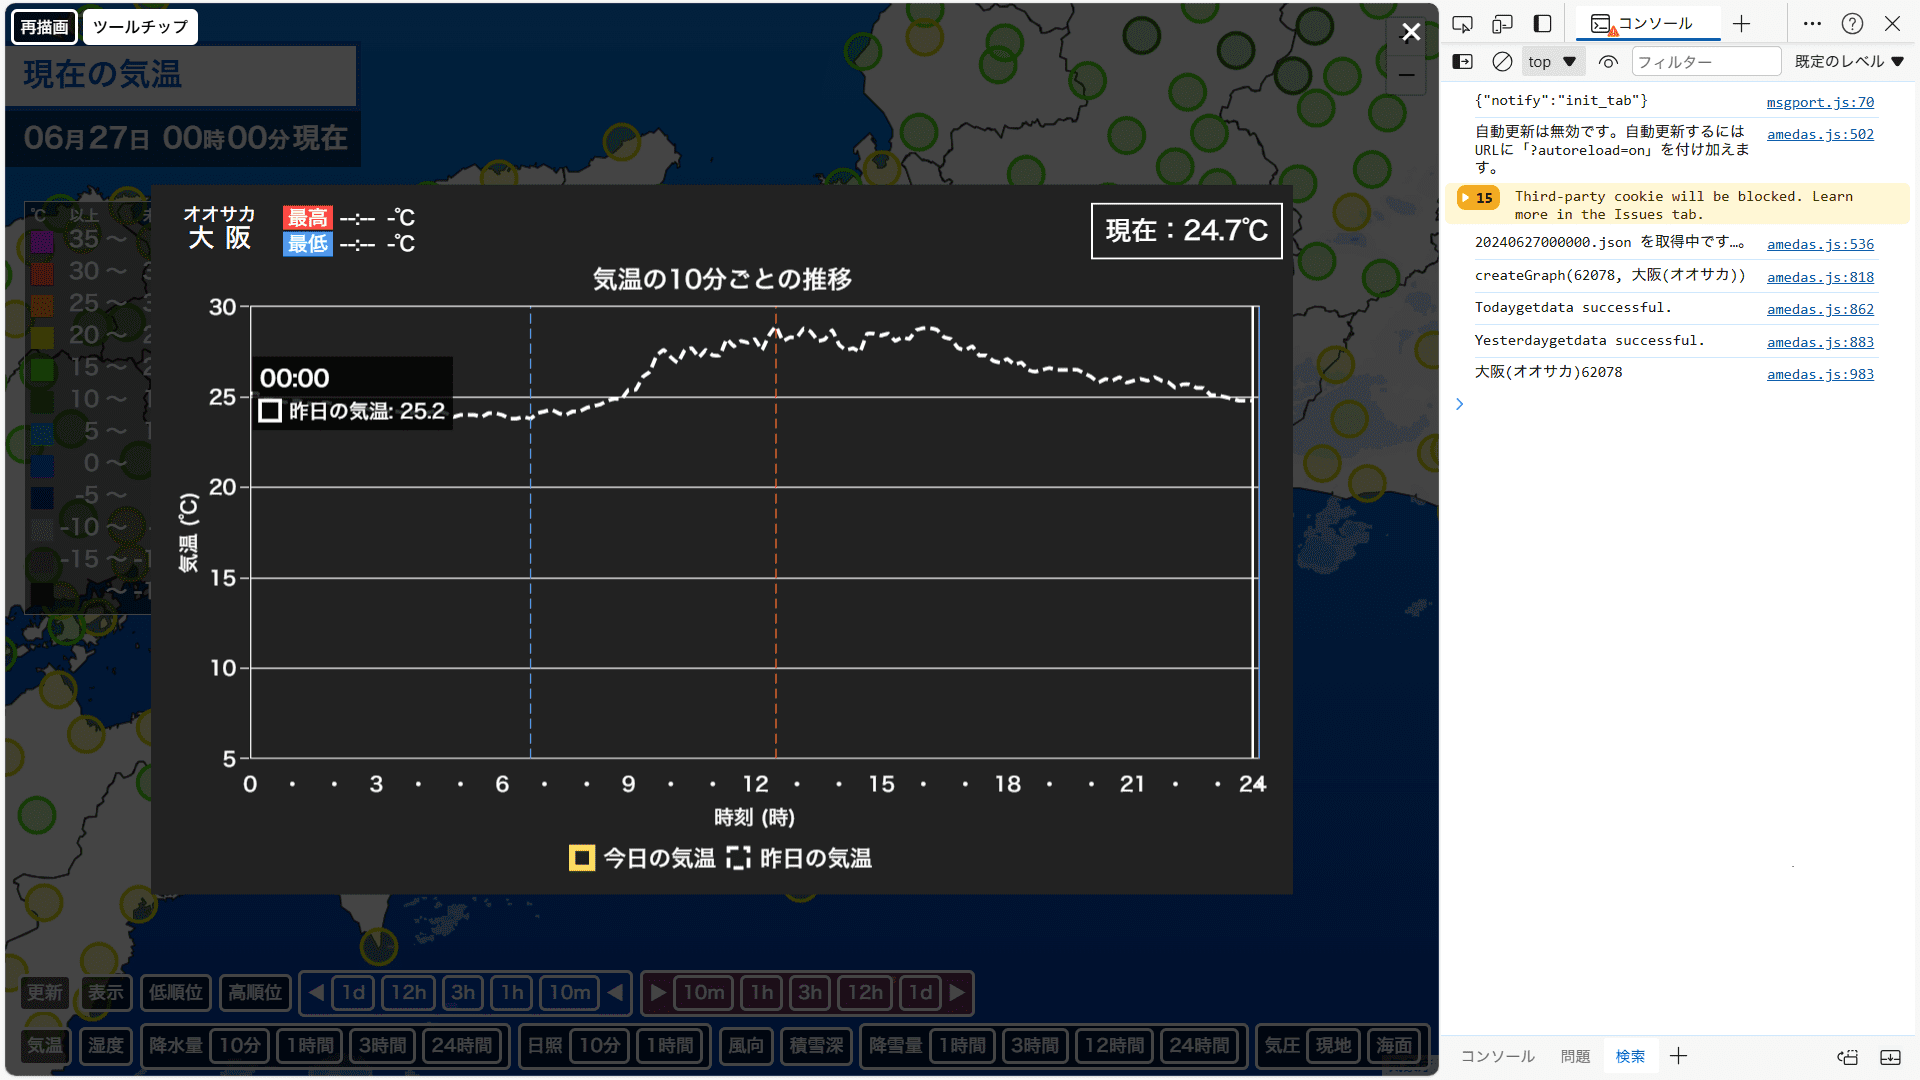 再描画 ツールチップ
現在の気温
06月27日 00時00分現在
℃ 以上
35～
30～
25～
20～
15～
10～
5～
0～
-5～
-10～
-15～
オオサカ
大阪
最高 --:-- -℃
最低 --:-- -℃
現在：24.7℃
気温の10分ごとの推移
30
25
20
15
10
5
気温 (℃)
00:00
昨日の気温: 25.2
0 ・ ・ 3 ・ ・ 6 ・ ・ 9 ・ ・ 12 ・ ・ 15 ・ ・ 18 ・ ・ 21 ・ ・ 24
時刻 (時)
今日の気温 昨日の気温
更新 表示 低順位 高順位 ◀ 1d 12h 3h 1h 10m ◀ ▶ 10m 1h 3h 12h 1d ▶
気温 湿度 降水量 10分 1時間 3時間 24時間 日照 10分 1時間 風向 積雪深 降雪量 1時間 3時間 12時間 24時間 気圧 現地 海面
コンソール
top フィルター 既定のレベル
{"notify":"init_tab"} msgport.js:70
自動更新は無効です。自動更新するには amedas.js:502
URLに「?autoreload=on」を付け加えま
す。
15 Third-party cookie will be blocked. Learn
more in the Issues tab.
20240627000000.json を取得中です…。 amedas.js:536
createGraph(62078, 大阪(オオサカ)) amedas.js:818
Todaygetdata successful. amedas.js:862
Yesterdaygetdata successful. amedas.js:883
大阪(オオサカ)62078 amedas.js:983
コンソール 問題 検索